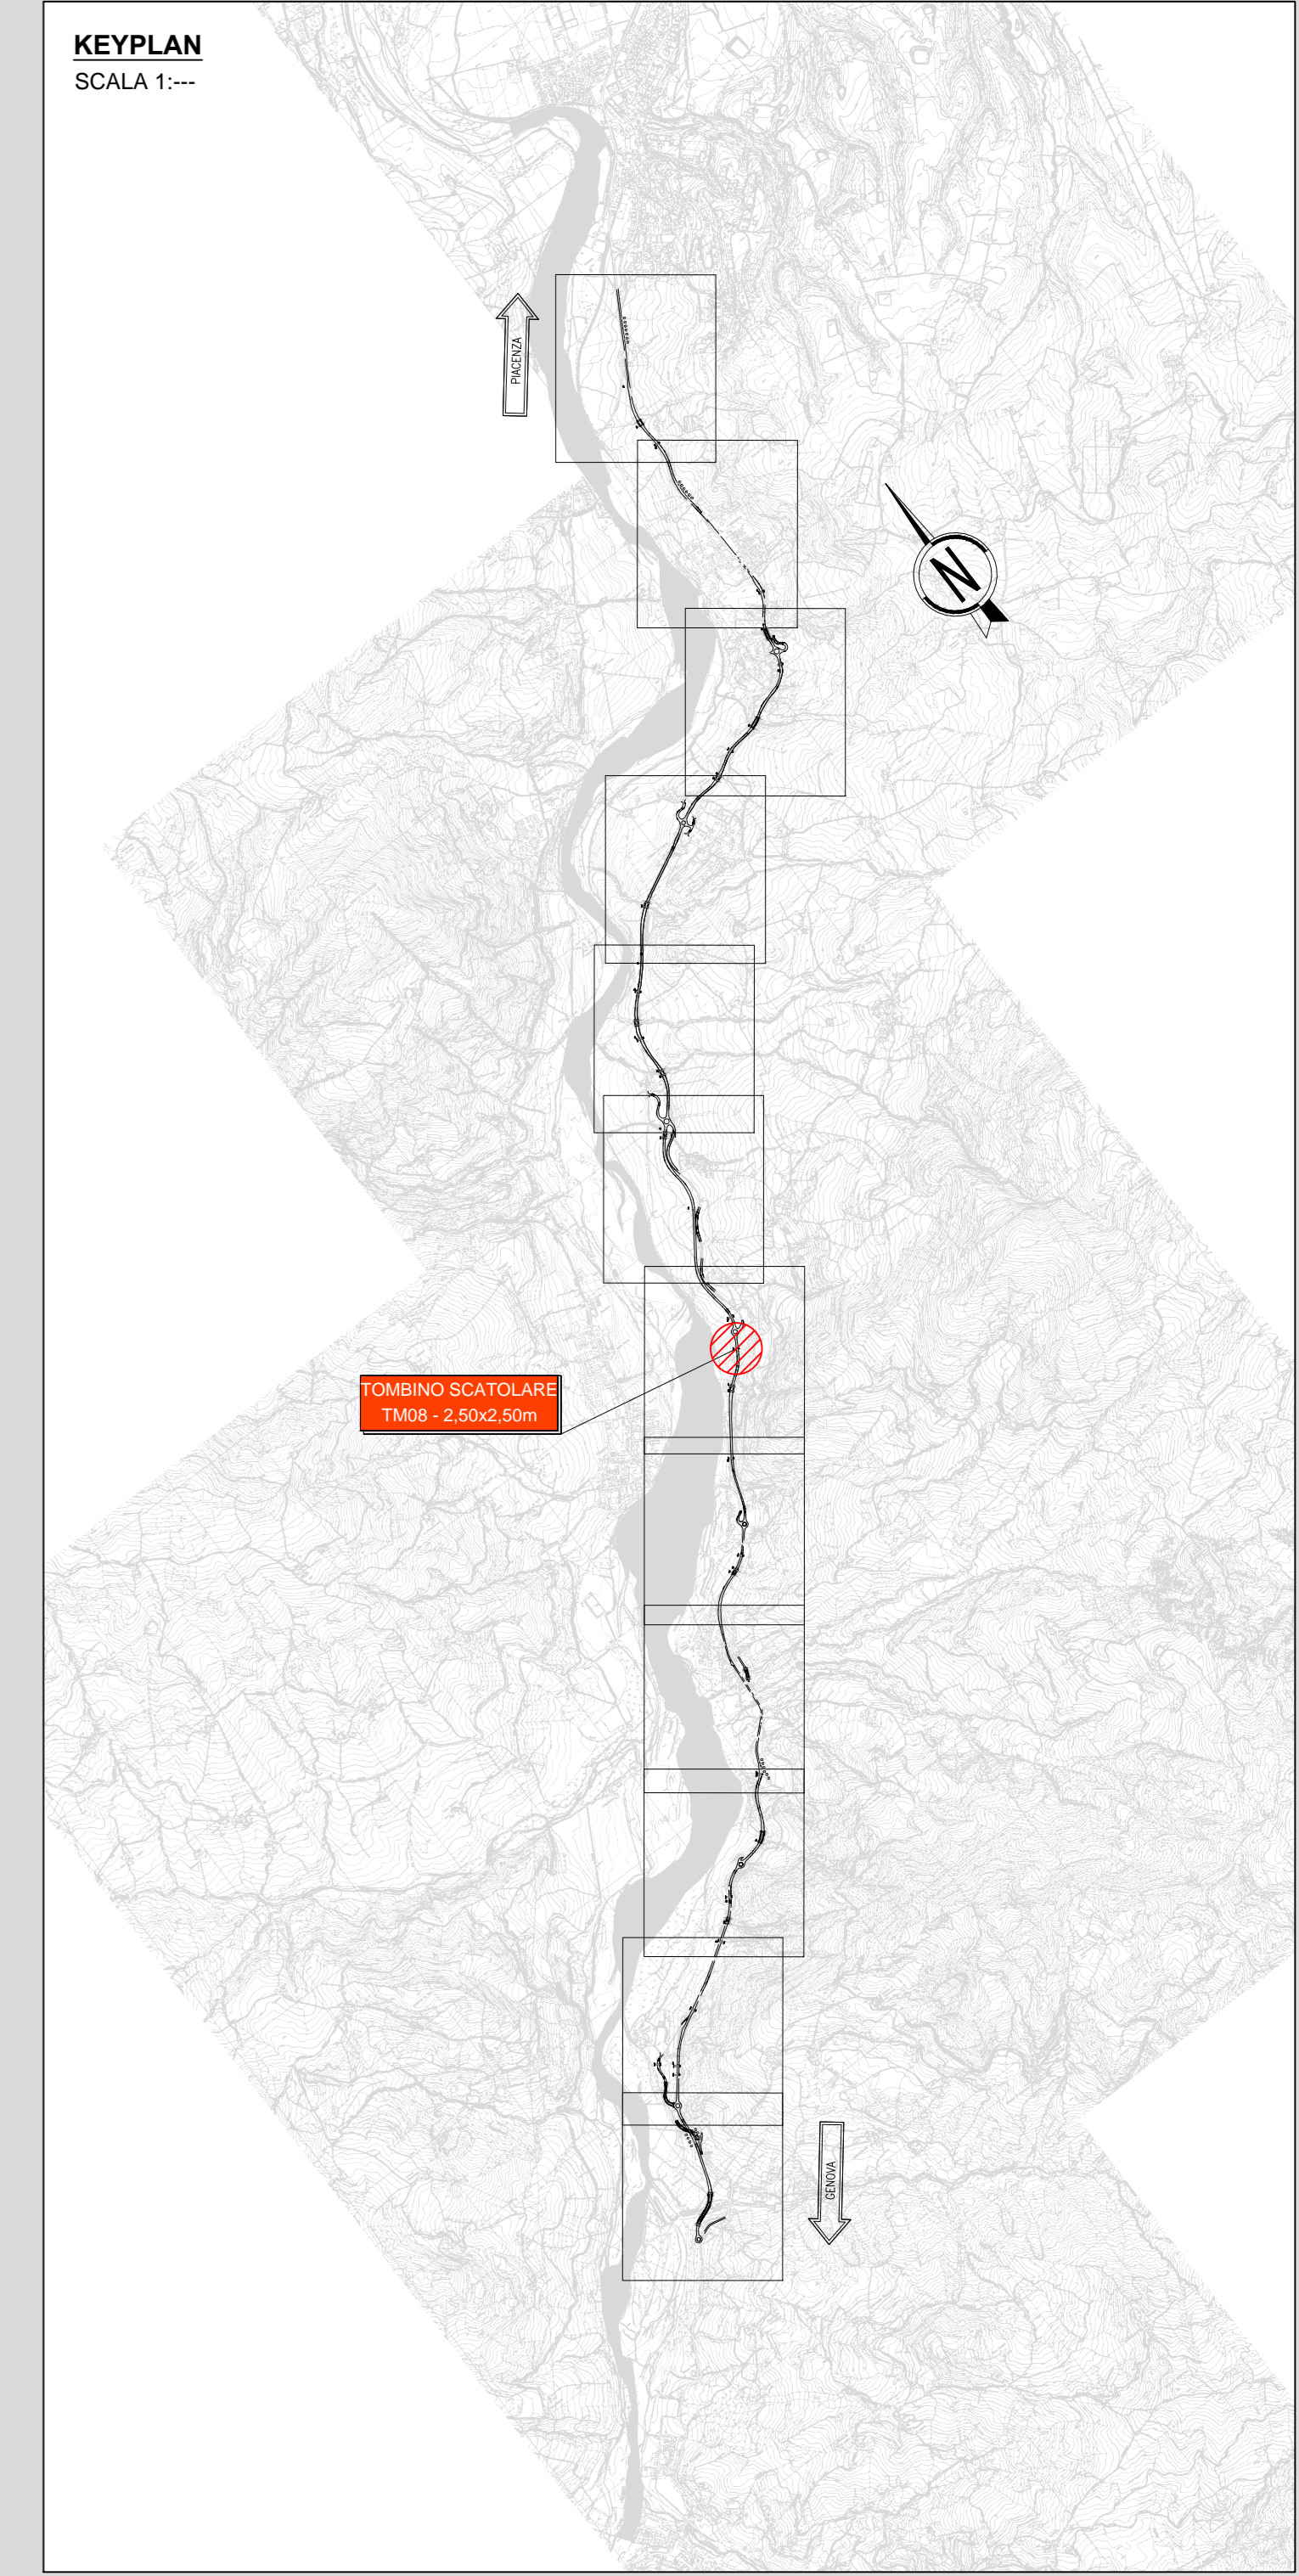 KEYPLAN
SCALA 1:---
PIACENZA
N
TOMBINO SCATOLARE
TM08 - 2,50x2,50m
GENOVA